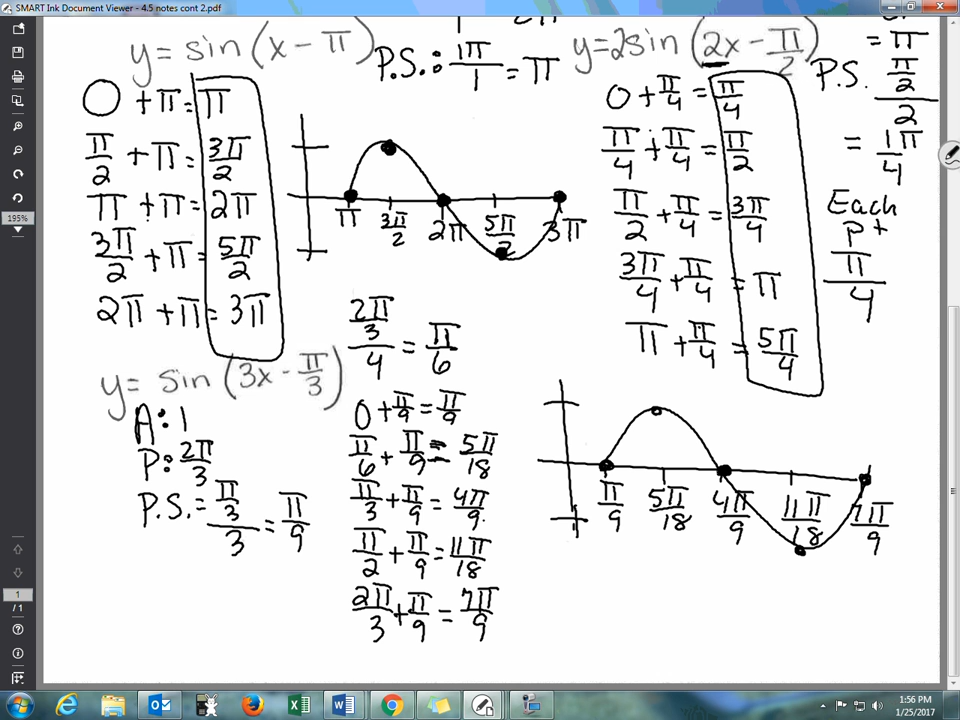 SMART Ink Document Viewer - 4.5 notes cont 2.pdf
y = sin (x - π)
P.S.: 1π/1 = π
0 + π = π
π/2 + π = 3π/2
π + π = 2π
3π/2 + π = 5π/2
2π + π = 3π
π 3π/2 2π 5π/2 3π
y = 2 sin (2x - π/2)
= π
P.S. π/2/2
= 1π/4
Each
pt
π/4
0 + π/4 = π/4
π/4 + π/4 = π/2
π/2 + π/4 = 3π/4
3π/4 + π/4 = π
π + π/4 = 5π/4
y = sin (3x - π/3)
A: 1
P: 2π/3
P.S. = π/3/3 = π/9
2π/3/4 = π/6
0 + π/9 = π/9
π/6 + π/9 = 5π/18
π/3 + π/9 = 4π/9
π/2 + π/9 = 11π/18
2π/3 + π/9 = 7π/9
π/9 5π/18 4π/9 11π/18 7π/9
195%
1
/ 1
1:56 PM
1/25/2017